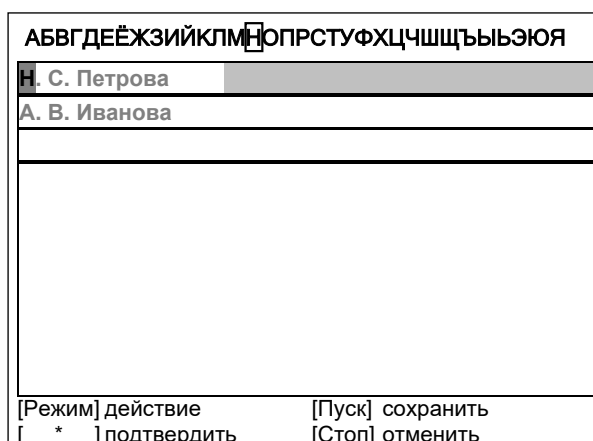 АБВГДЕЁЖЗИЙКЛМНОПРСТУФХЦЧШЩЪЫЬЭЮЯ
Н. С. Петрова
А. В. Иванова
[Режим] действие [Пуск] сохранить
[ * ] подтвердить [Стоп] отменить